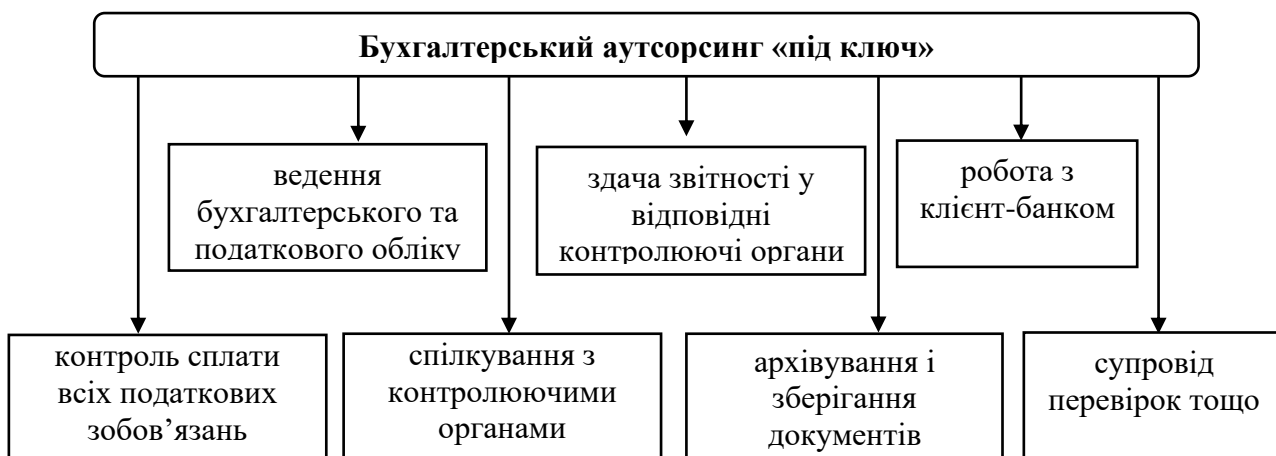 Бухгалтерський аутсорсинг «під ключ»
ведення
бухгалтерського та
податкового обліку
здача звітності у
відповідні
контролюючі органи
робота з
клієнт-банком
контроль сплати
всіх податкових
зобов’язань
спілкування з
контролюючими
органами
архівування і
зберігання
документів
супровід
перевірок тощо